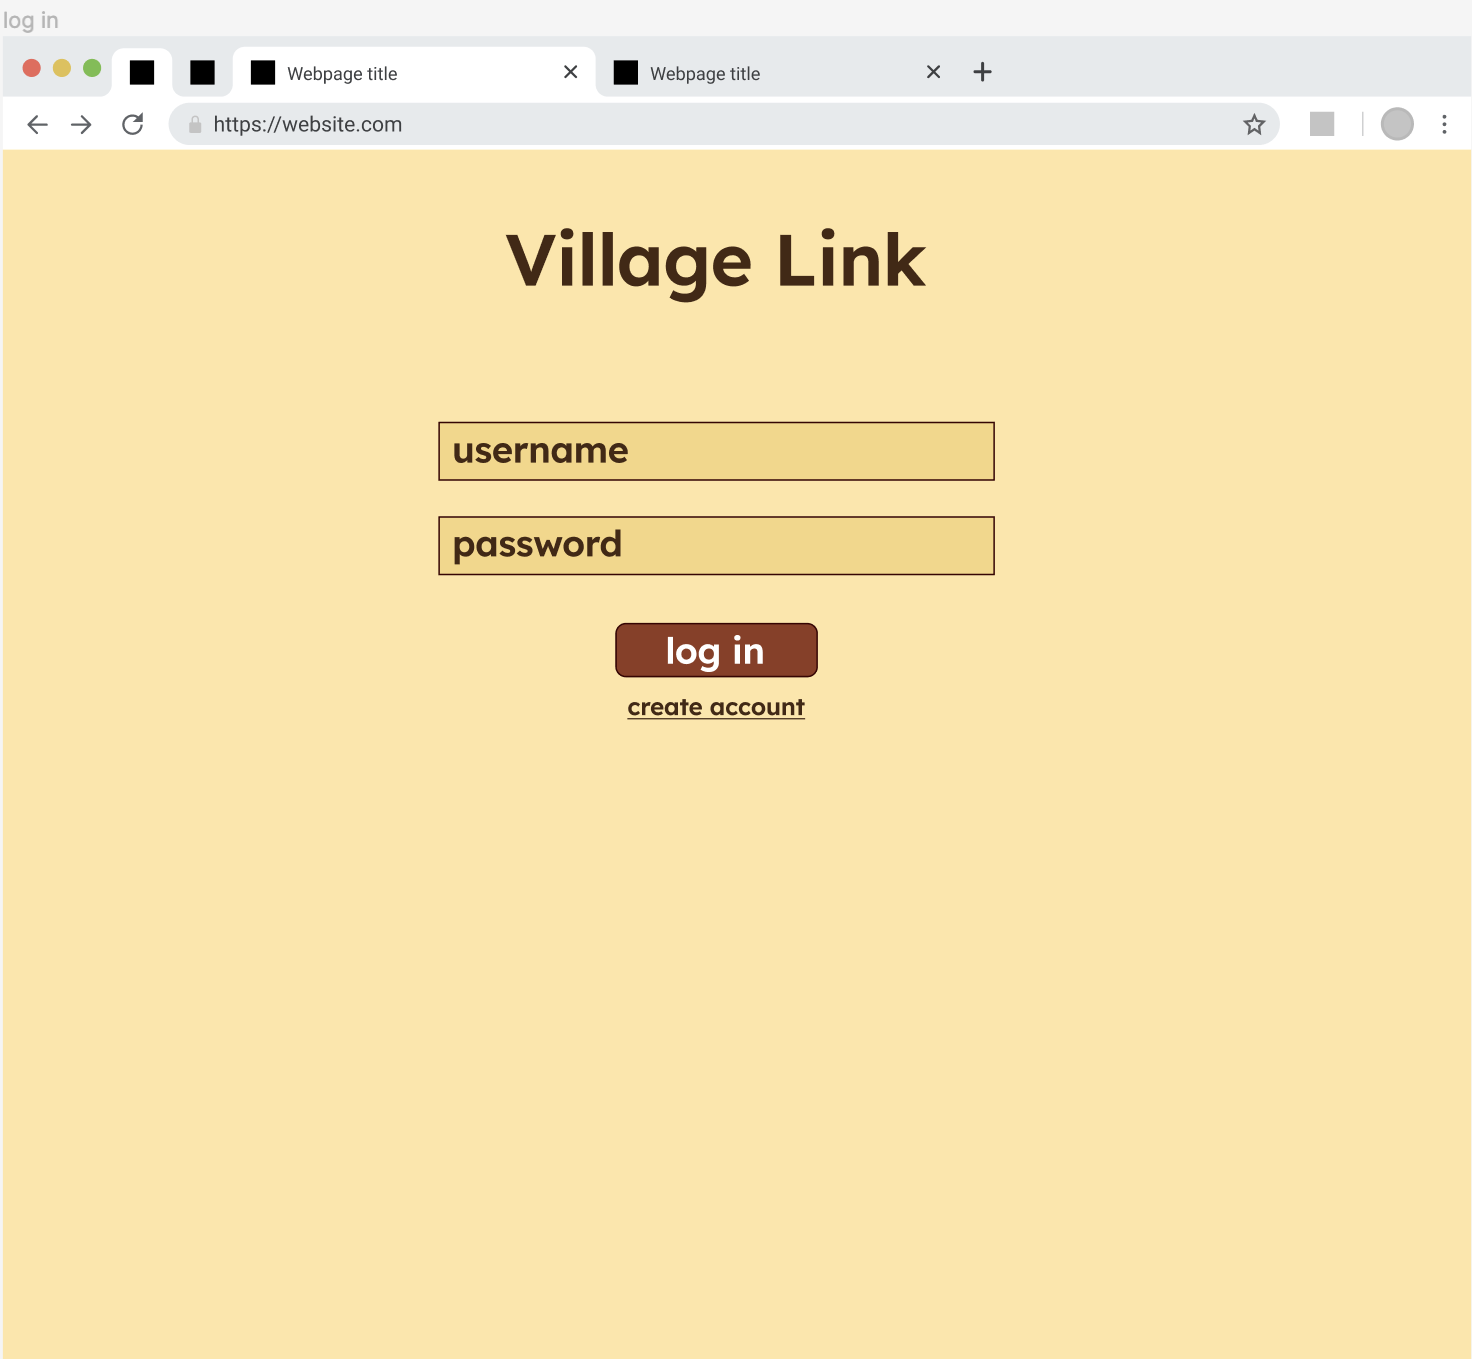 log in
Webpage title
Webpage title
https://website.com
Village Link
username
password
log in
create account